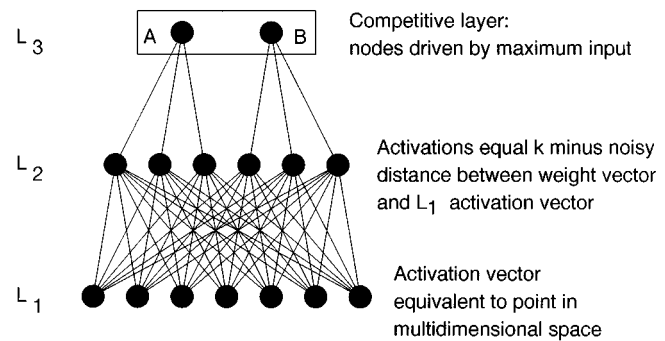 L3
A B
Competitive layer:
nodes driven by maximum input
L2
Activations equal k minus noisy
distance between weight vector
and L1 activation vector
L1
Activation vector
equivalent to point in
multidimensional space